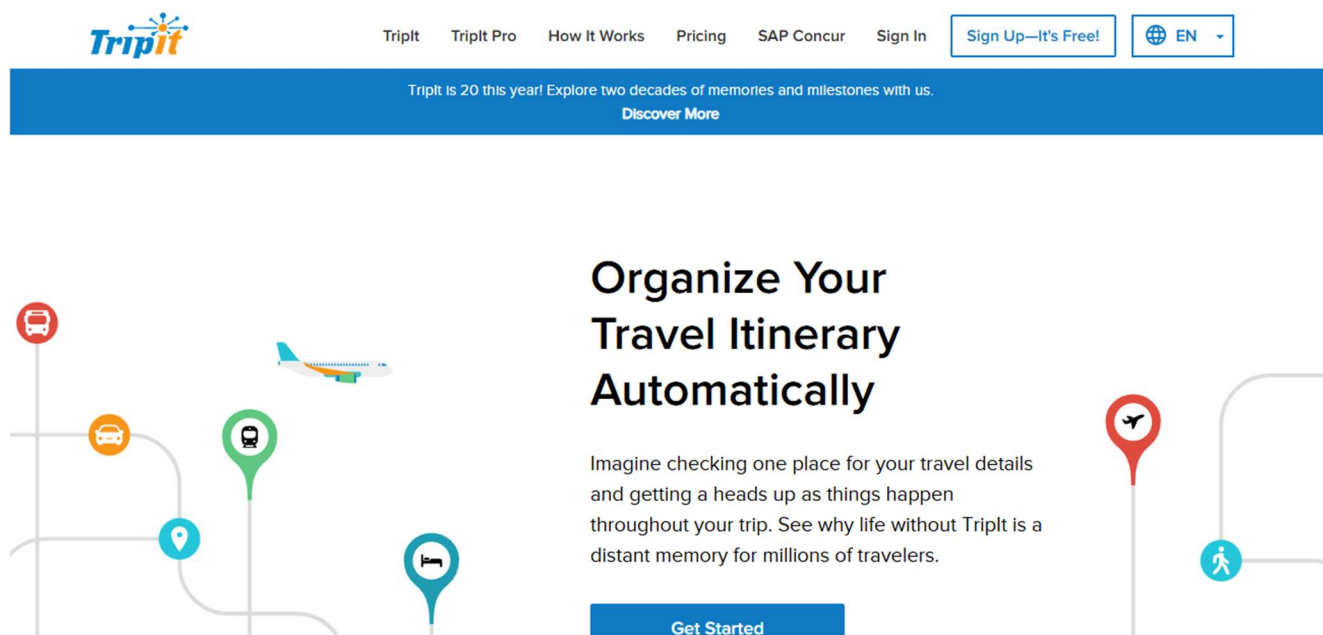 Tripit
TripIt TripIt Pro How It Works Pricing SAP Concur Sign In Sign Up—It's Free! EN
TripIt is 20 this year! Explore two decades of memories and milestones with us.
Discover More
Organize Your
Travel Itinerary
Automatically
Imagine checking one place for your travel details
and getting a heads up as things happen
throughout your trip. See why life without TripIt is a
distant memory for millions of travelers.
Get Started